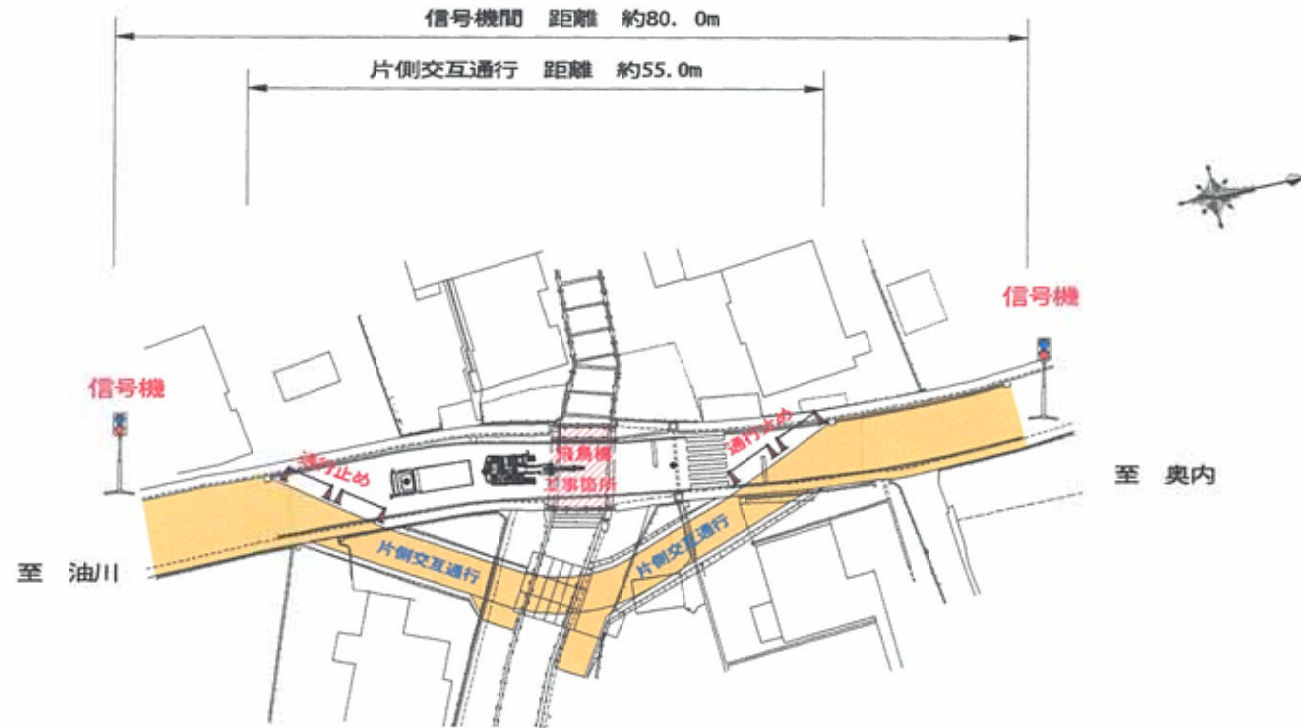 信号機間 距離 約80.0m
片側交互通行 距離 約55.0m
信号機
信号機
通行止め
通行止め
飛鳥橋
工事箇所
至 奥内
片側交互通行
片側交互通行
至 油川